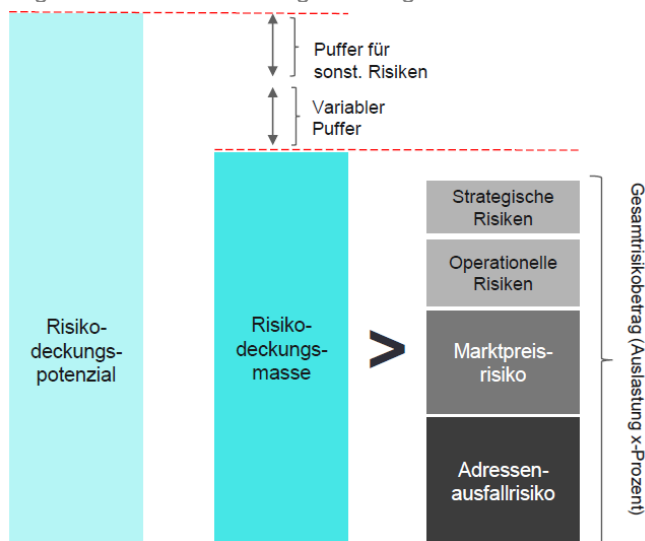 Puffer für
sonst. Risiken
Variabler
Puffer
Risiko-
deckungs-
potenzial
Risiko-
deckungs-
masse
>
Strategische
Risiken
Operationelle
Risiken
Marktpreis-
risiko
Adressen-
ausfallrisiko
Gesamtrisikobetrag (Auslastung x-Prozent)